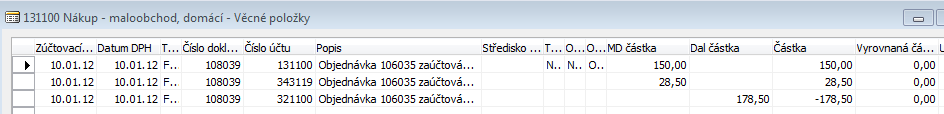 131100 Nákup - maloobchod, domácí - Věcné položky
Zúčtovací... Datum DPH T... Číslo dokl... Číslo účtu Popis Středisko ... T... O... O... MD částka Dal částka Částka Vyrovnaná čá...
10.01.12 10.01.12 F... 108039 131100 Objednávka 106035 zaúčtová... N.. N... O... 150,00 150,00 0,00
10.01.12 10.01.12 F... 108039 343119 Objednávka 106035 zaúčtová... 28,50 28,50 0,00
10.01.12 10.01.12 F... 108039 321100 Objednávka 106035 zaúčtová... 178,50 -178,50 0,00